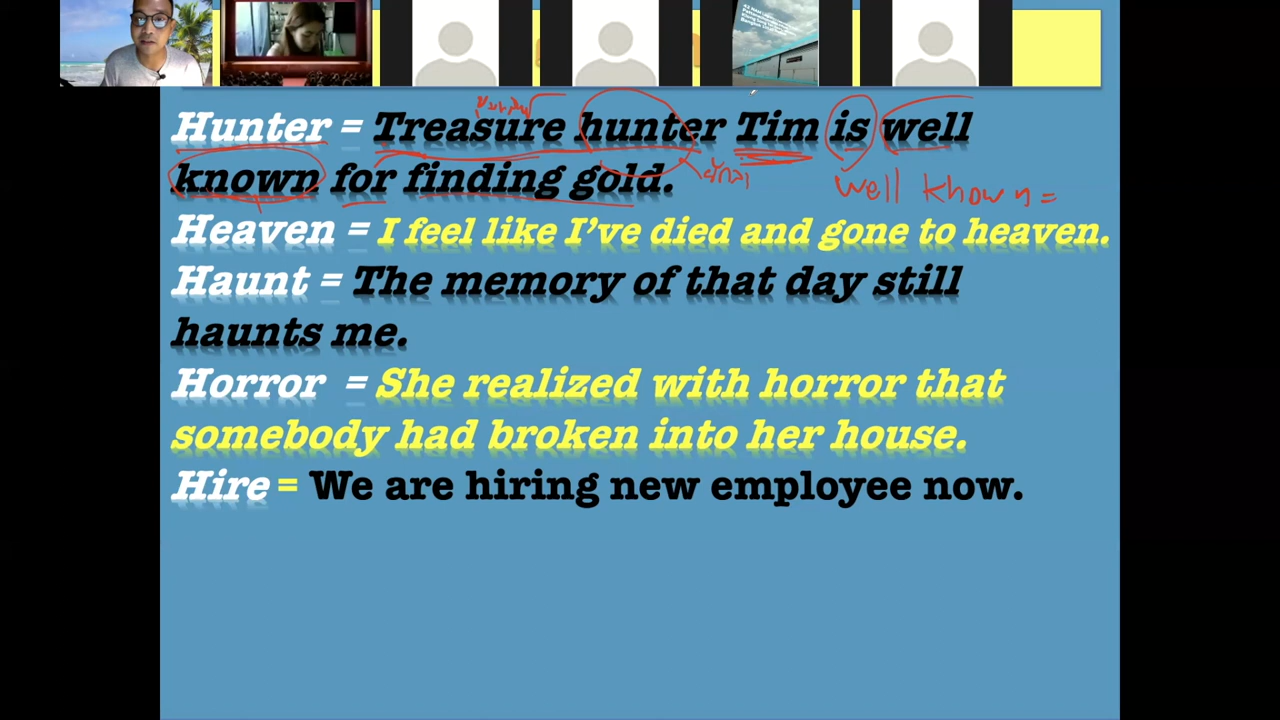 Hunter = Treasure hunter Tim is well
known for finding gold.
well known =
Heaven = I feel like I've died and gone to heaven.
Haunt = The memory of that day still
haunts me.
Horror = She realized with horror that
somebody had broken into her house.
Hire = We are hiring new employee now.